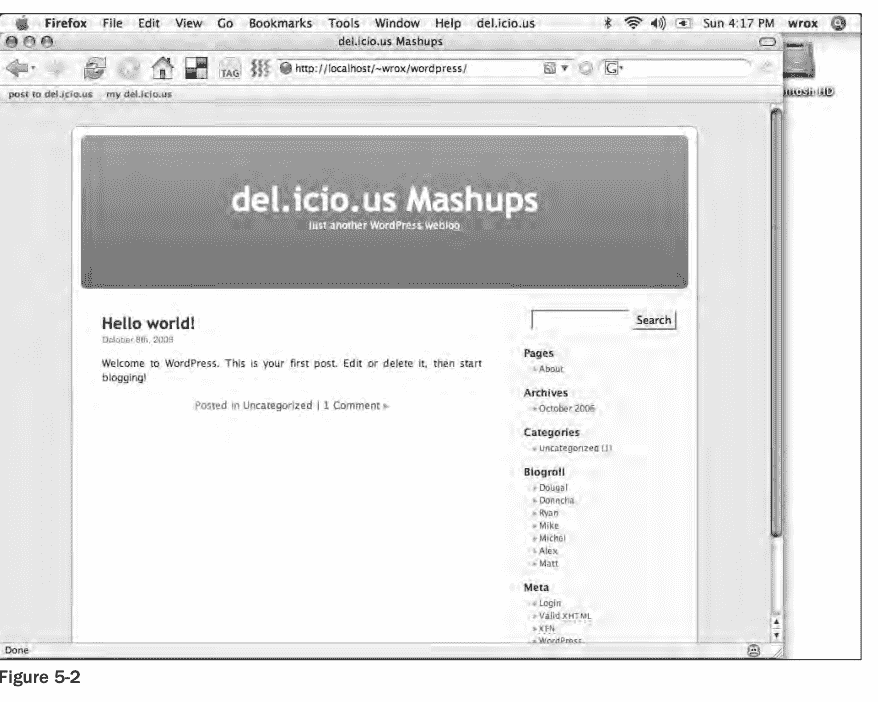 Firefox File Edit View Go Bookmarks Tools Window Help del.icio.us Sun 4:17 PM wrox
del.icio.us Mashups
TAG http://localhost/~wrox/wordpress/ G
post to del.icio.us my del.icio.us
del.icio.us Mashups
Just another WordPress weblog
Hello world!
October 8th, 2006
Welcome to WordPress. This is your first post. Edit or delete it, then start
blogging!
Posted in Uncategorized | 1 Comment »
Search
Pages
» About
Archives
» October 2006
Categories
» Uncategorized (1)
Blogroll
» Dougal
» Donncha
» Ryan
» Mike
» Michel
» Alex
» Matt
Meta
» Login
» Valid XHTML
» XFN
» WordPress
Done
Figure 5-2